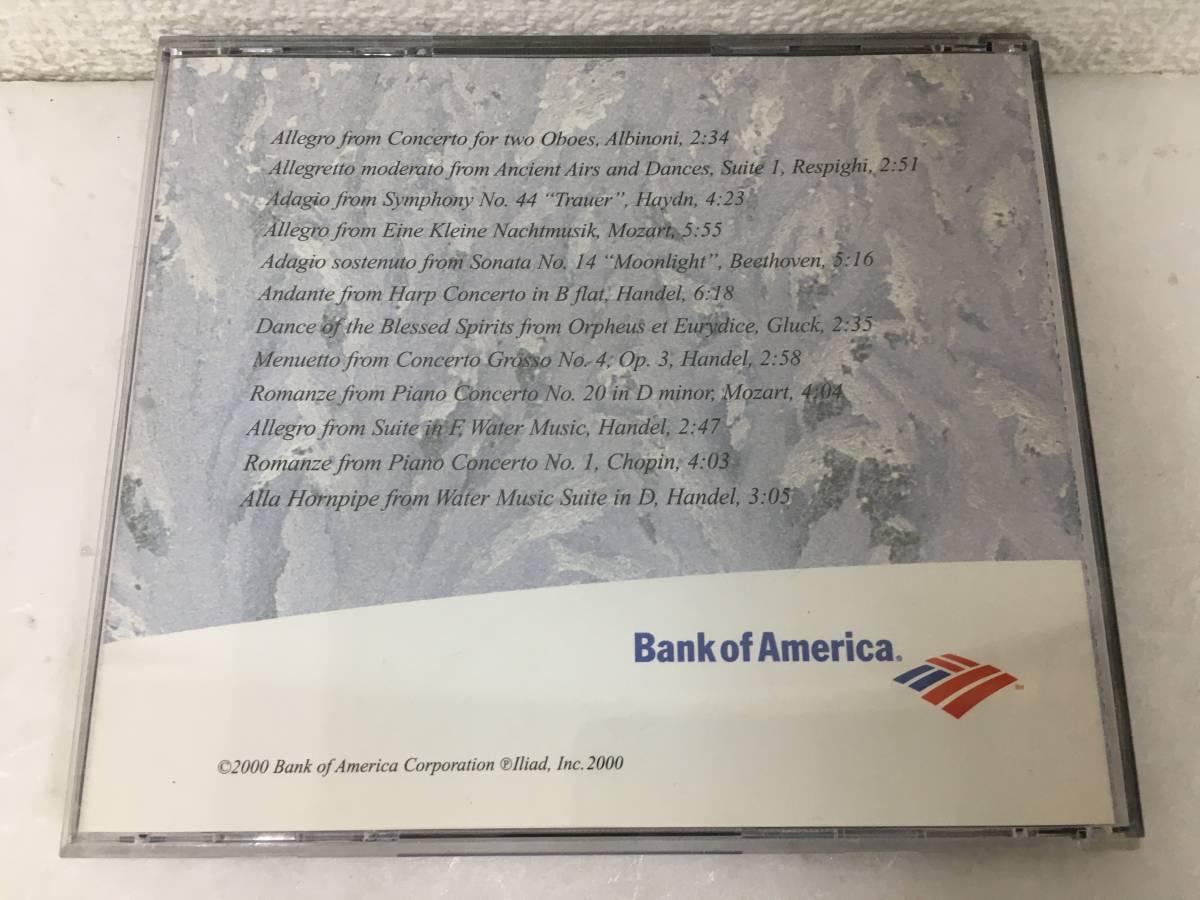 Allegro from Concerto for two Oboes, Albinoni, 2:34
Allegretto moderato from Ancient Airs and Dances, Suite 1, Respighi, 2:51
Adagio from Symphony No. 44 “Trauer”, Haydn, 4:23
Allegro from Eine Kleine Nachtmusik, Mozart, 5:55
Adagio sostenuto from Sonata No. 14 “Moonlight”, Beethoven, 5:16
Andante from Harp Concerto in B flat, Handel, 6:18
Dance of the Blessed Spirits from Orpheus et Eurydice, Gluck, 2:35
Menuetto from Concerto Grosso No. 4, Op. 3, Handel, 2:58
Romanze from Piano Concerto No. 20 in D minor, Mozart, 4:04
Allegro from Suite in F, Water Music, Handel, 2:47
Romanze from Piano Concerto No. 1, Chopin, 4:03
Alla Hornpipe from Water Music Suite in D, Handel, 3:05
Bank of America®
©2000 Bank of America Corporation ℗Iliad, Inc. 2000